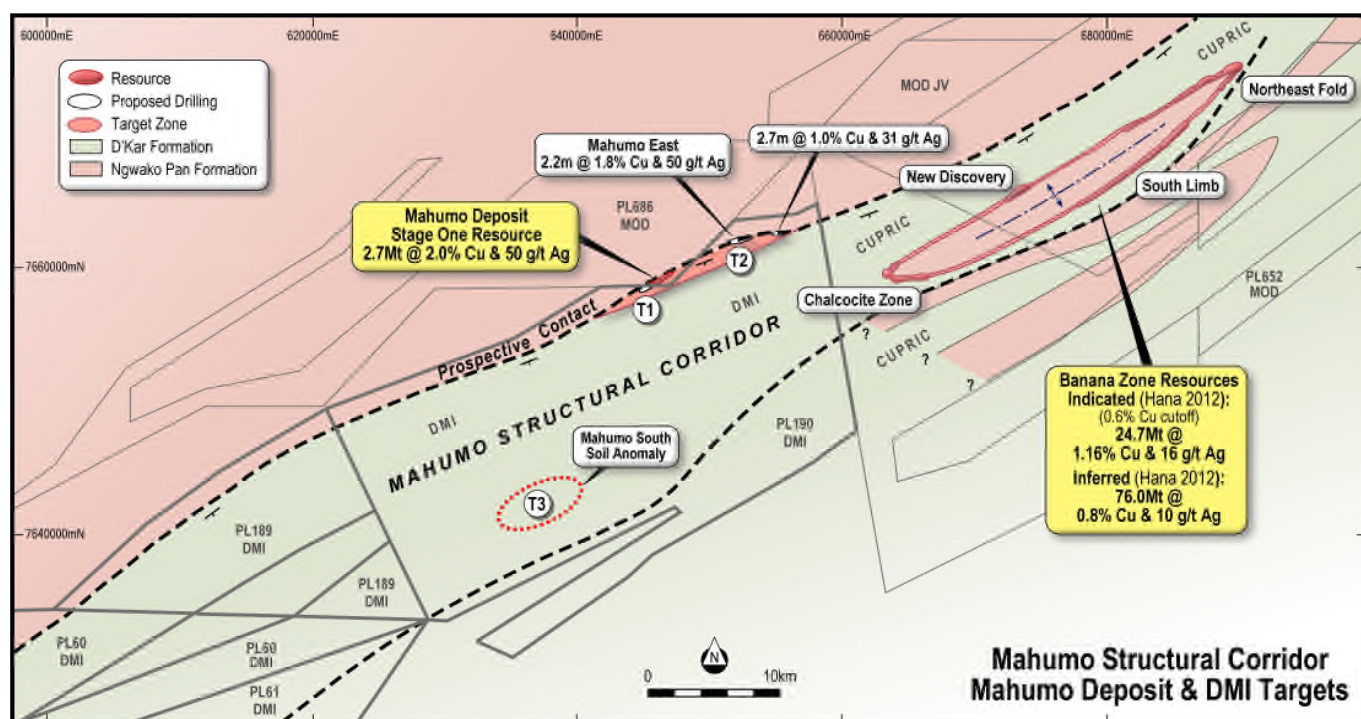 600000mE
620000mE
640000mE
660000mE
680000mE
Resource
Proposed Drilling
Target Zone
D'Kar Formation
Ngwako Pan Formation
MOD JV
CUPRIC
Northeast Fold
Mahumo East
2.2m @ 1.8% Cu & 50 g/t Ag
2.7m @ 1.0% Cu & 31 g/t Ag
New Discovery
South Limb
PL686
MOD
Mahumo Deposit
Stage One Resource
2.7Mt @ 2.0% Cu & 50 g/t Ag
CUPRIC
7660000mN
T2
T1
DMI
Chalcocite Zone
PL652
MOD
Prospective Contact
CUPRIC
?
?
?
DMI
MAHUMO STRUCTURAL CORRIDOR
Banana Zone Resources
Indicated (Hana 2012):
(0.6% Cu cutoff)
24.7Mt @
1.16% Cu & 16 g/t Ag
Inferred (Hana 2012):
76.0Mt @
0.8% Cu & 10 g/t Ag
PL190
DMI
Mahumo South
Soil Anomaly
T3
7640000mN
PL189
DMI
PL189
DMI
PL60
DMI
PL60
DMI
PL61
DMI
N
0
10km
Mahumo Structural Corridor
Mahumo Deposit & DMI Targets